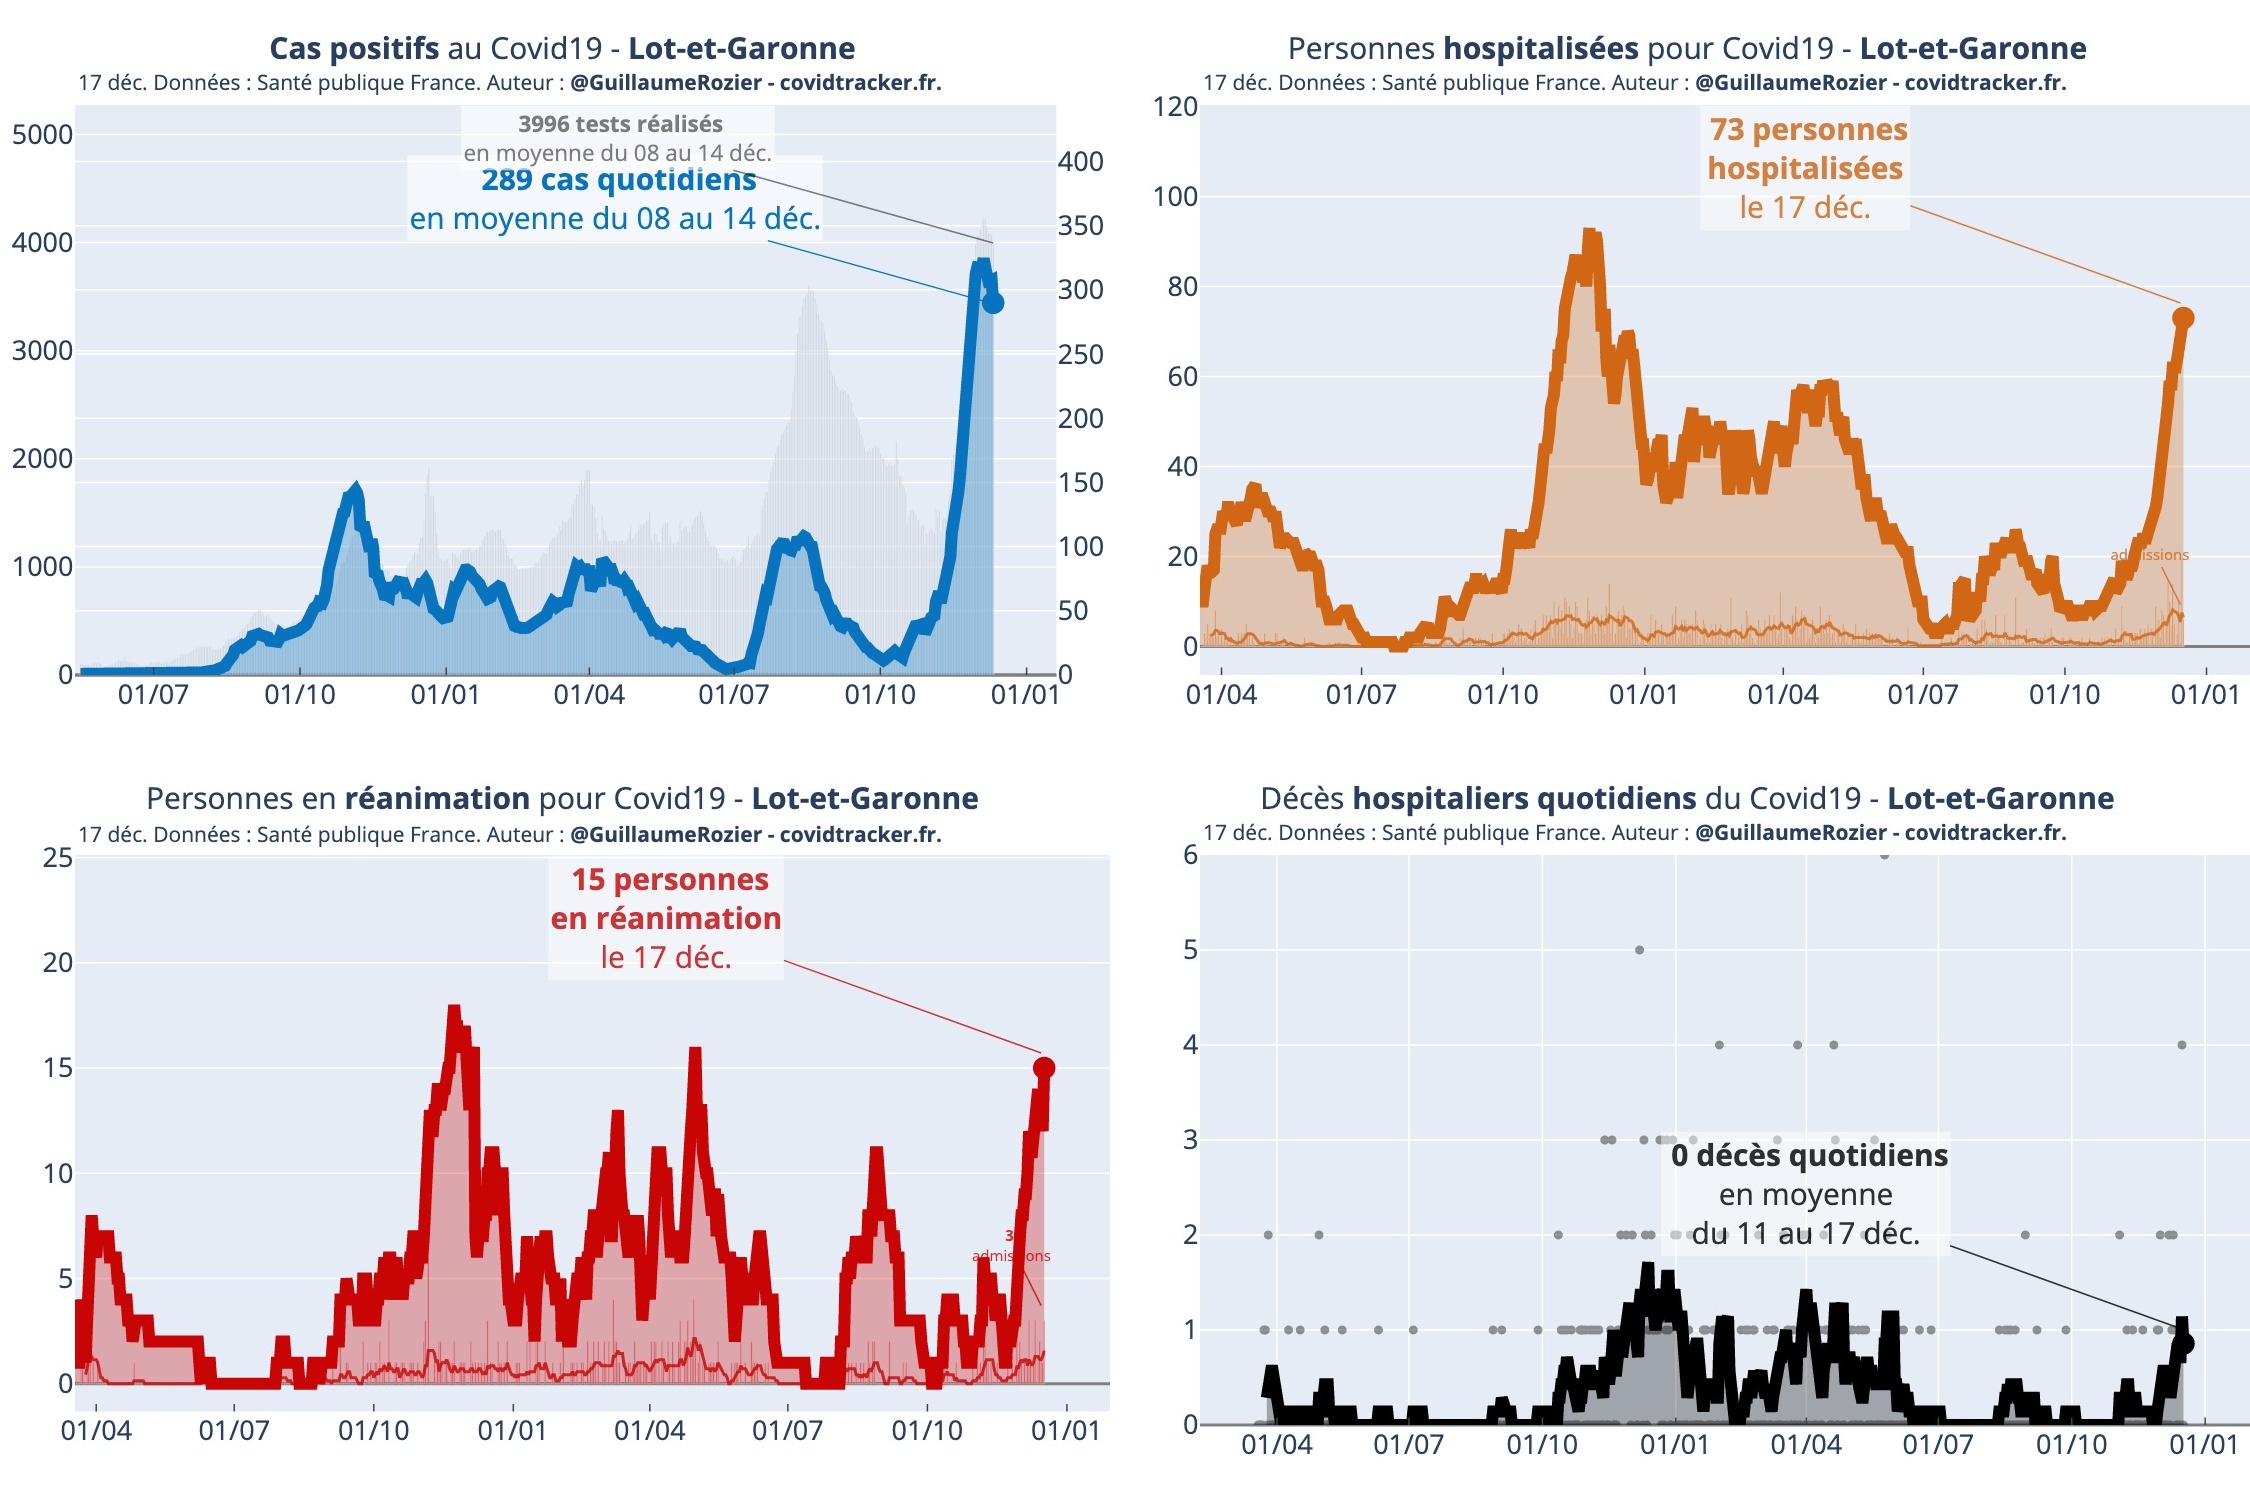 Cas positifs au Covid19 - Lot-et-Garonne
17 déc. Données : Santé publique France. Auteur : @GuillaumeRozier - covidtracker.fr.
3996 tests réalisés
en moyenne du 08 au 14 déc.
289 cas quotidiens
en moyenne du 08 au 14 déc.
5000
4000
3000
2000
1000
0
400
350
300
250
200
150
100
50
0
01/07 01/10 01/01 01/04 01/07 01/10 01/01
Personnes hospitalisées pour Covid19 - Lot-et-Garonne
17 déc. Données : Santé publique France. Auteur : @GuillaumeRozier - covidtracker.fr.
73 personnes
hospitalisées
le 17 déc.
120
100
80
60
40
20
0
admissions
01/04 01/07 01/10 01/01 01/04 01/07 01/10 01/01
Personnes en réanimation pour Covid19 - Lot-et-Garonne
17 déc. Données : Santé publique France. Auteur : @GuillaumeRozier - covidtracker.fr.
15 personnes
en réanimation
le 17 déc.
25
20
15
10
5
0
3
admissions
01/04 01/07 01/10 01/01 01/04 01/07 01/10 01/01
Décès hospitaliers quotidiens du Covid19 - Lot-et-Garonne
17 déc. Données : Santé publique France. Auteur : @GuillaumeRozier - covidtracker.fr.
0 décès quotidiens
en moyenne
du 11 au 17 déc.
6
5
4
3
2
1
0
01/04 01/07 01/10 01/01 01/04 01/07 01/10 01/01